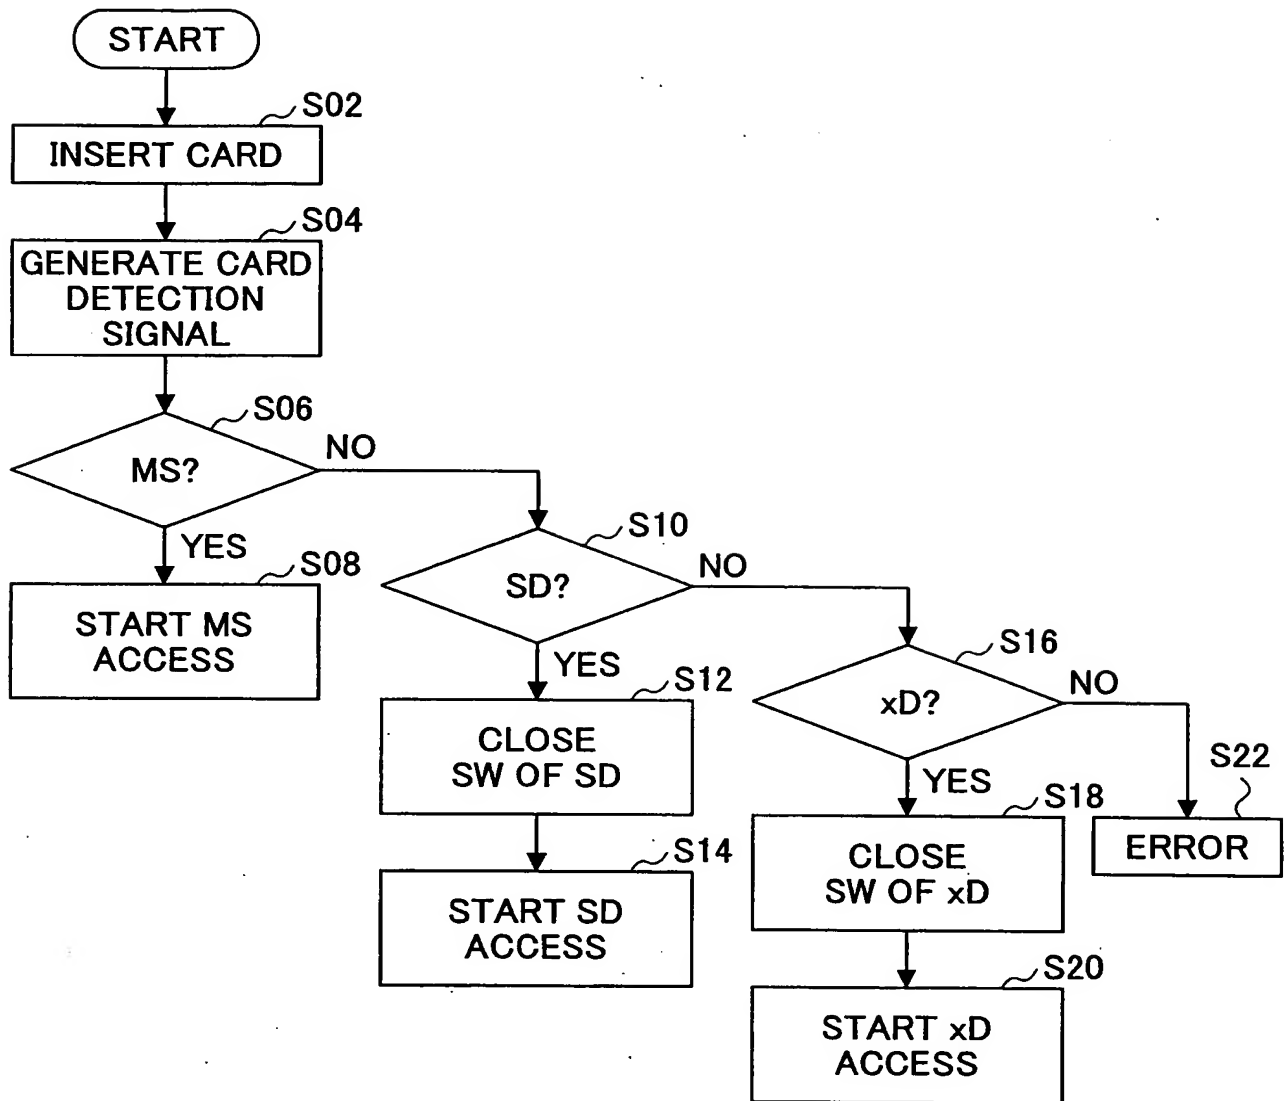 START
S02
INSERT CARD
S04
GENERATE CARD
DETECTION
SIGNAL
S06
MS?
NO
YES
S08
START MS
ACCESS
S10
SD?
NO
YES
S12
CLOSE
SW OF SD
S14
START SD
ACCESS
S16
xD?
NO
YES
S18
CLOSE
SW OF xD
S20
START xD
ACCESS
S22
ERROR